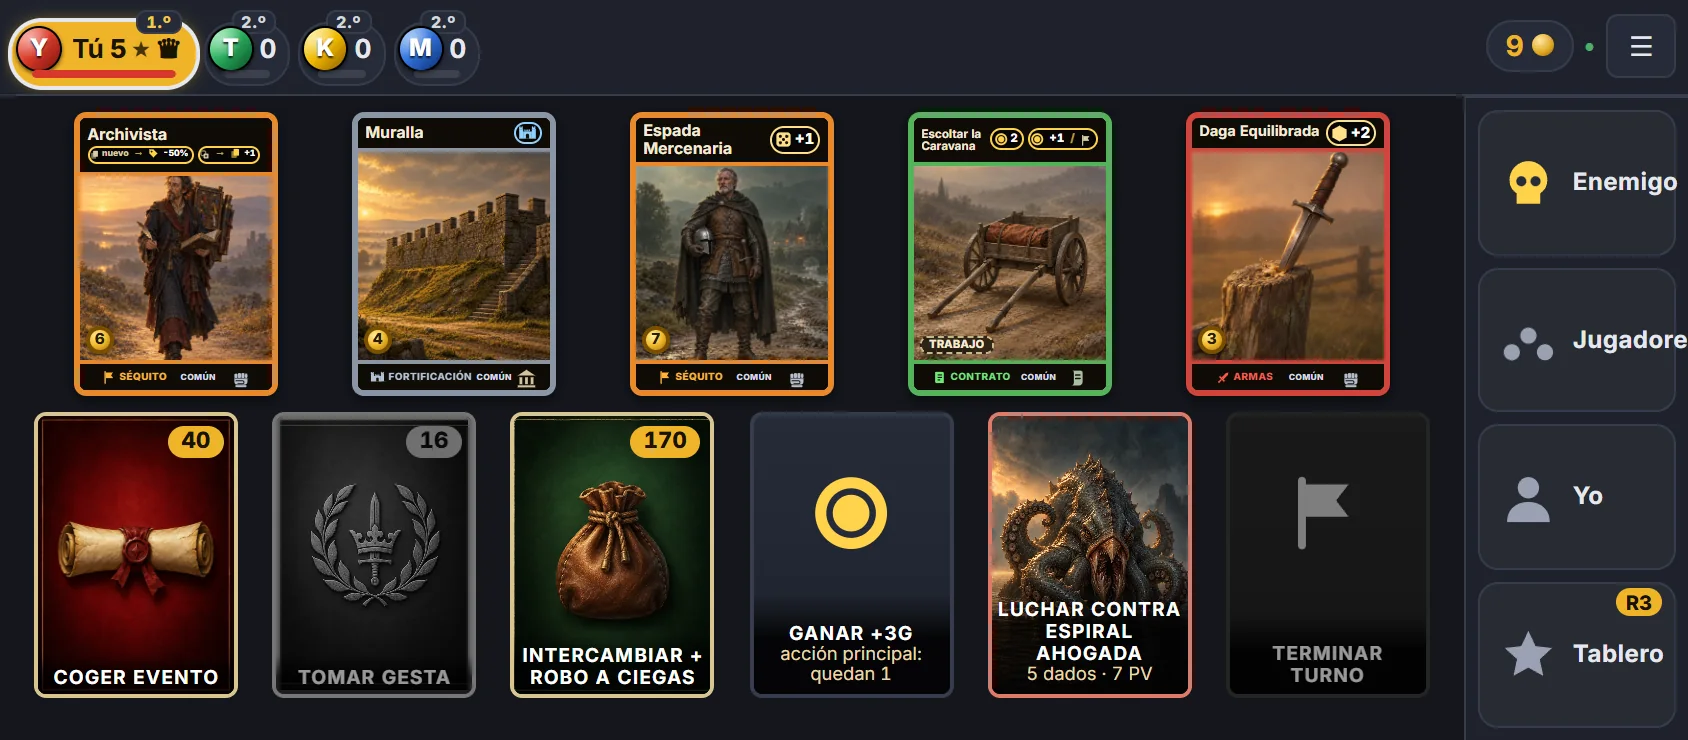 1.º
Y Tú 5
2.º
T 0
2.º
K 0
2.º
M 0
9
Archivista
nuevo → -50%
→ +1
6
SÉQUITO COMÚN
Muralla
4
FORTIFICACIÓN COMÚN
Espada
Mercenaria
+1
7
SÉQUITO COMÚN
Escoltar la
Caravana
2
+1 /
TRABAJO
CONTRATO COMÚN
Daga Equilibrada
+2
3
ARMAS COMÚN
40
COGER EVENTO
16
TOMAR GESTA
170
INTERCAMBIAR +
ROBO A CIEGAS
GANAR +3G
acción principal:
quedan 1
LUCHAR CONTRA
ESPIRAL
AHOGADA
5 dados · 7 PV
TERMINAR
TURNO
Enemigo
Jugadore
Yo
R3
Tablero